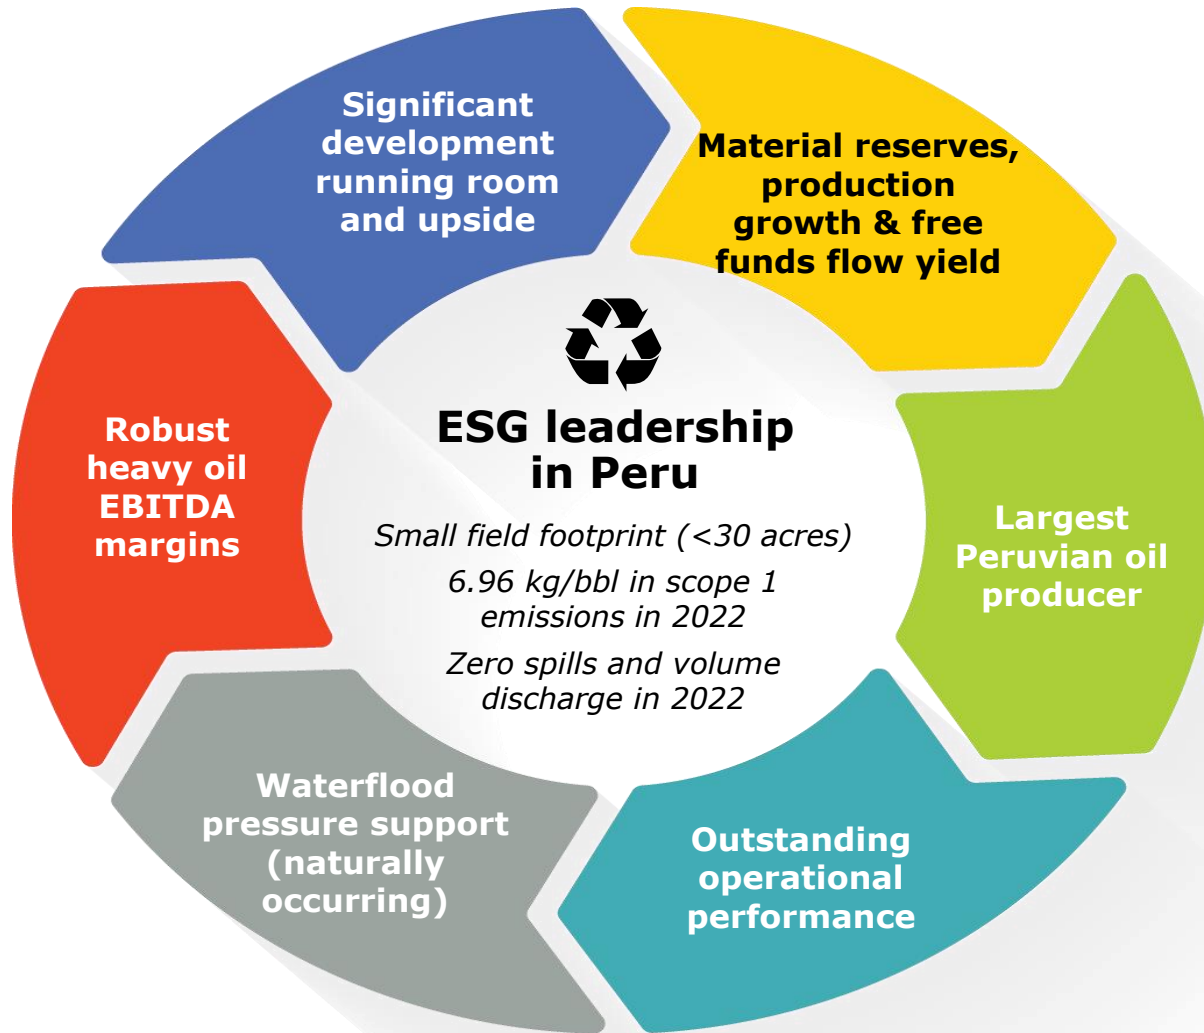 Significant
development
running room
and upside
Material reserves,
production
growth & free
funds flow yield
Largest
Peruvian oil
producer
Outstanding
operational
performance
Waterflood
pressure support
(naturally
occurring)
Robust
heavy oil
EBITDA
margins
ESG leadership
in Peru
Small field footprint (<30 acres)
6.96 kg/bbl in scope 1
emissions in 2022
Zero spills and volume
discharge in 2022